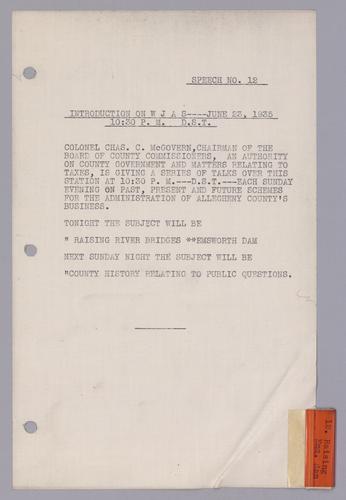 SPEECH NO. 12
INTRODUCTION ON W J A S----JUNE 23, 1935
10:30 P. M. D.S.T.
COLONEL CHAS. C. McGOVERN,CHAIRMAN OF THE
BOARD OF COUNTY COMMISSIONERS, AN AUTHORITY
ON COUNTY GOVERNMENT AND MATTERS RELATING TO
TAXES, IS GIVING A SERIES OF TALKS OVER THIS
STATION AT 10:30 P. M.---D.S.T.---EACH SUNDAY
EVENING ON PAST, PRESENT AND FUTURE SCHEMES
FOR THE ADMINISTRATION OF ALLEGHENY COUNTY'S
BUSINESS.
TONIGHT THE SUBJECT WILL BE
" RAISING RIVER BRIDGES **EMSWORTH DAM
NEXT SUNDAY NIGHT THE SUBJECT WILL BE
"COUNTY HISTORY RELATING TO PUBLIC QUESTIONS.
12. Raising